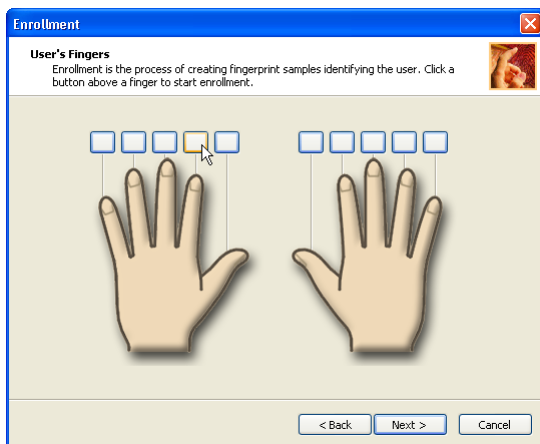 Enrollment
User's Fingers
Enrollment is the process of creating fingerprint samples identifying the user. Click a
button above a finger to start enrollment.
< Back
Next >
Cancel